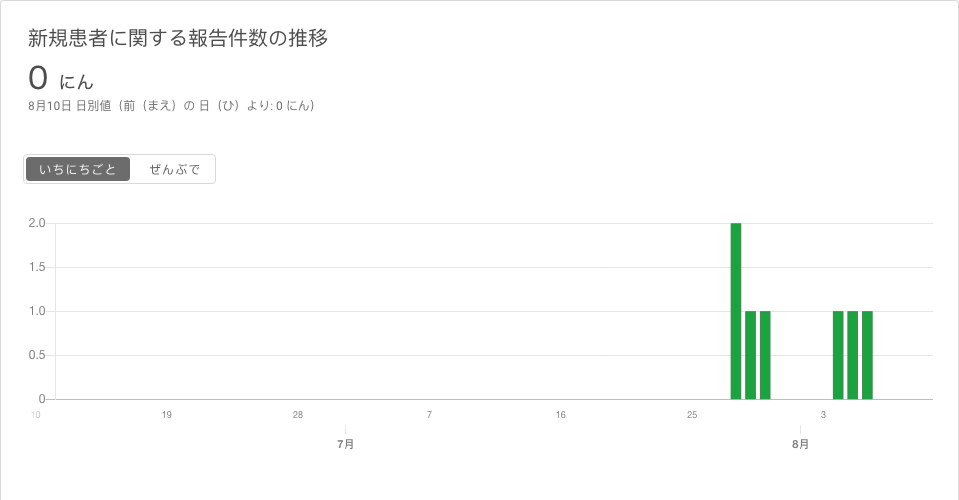 新規患者に関する報告件数の推移
0 にん
8月10日 日別値（前（まえ）の 日（ひ）より: 0 にん）
いちにちごと ぜんぶで
2.0
1.5
1.0
0.5
0
10 19 28 7 16 25 3
7月 8月